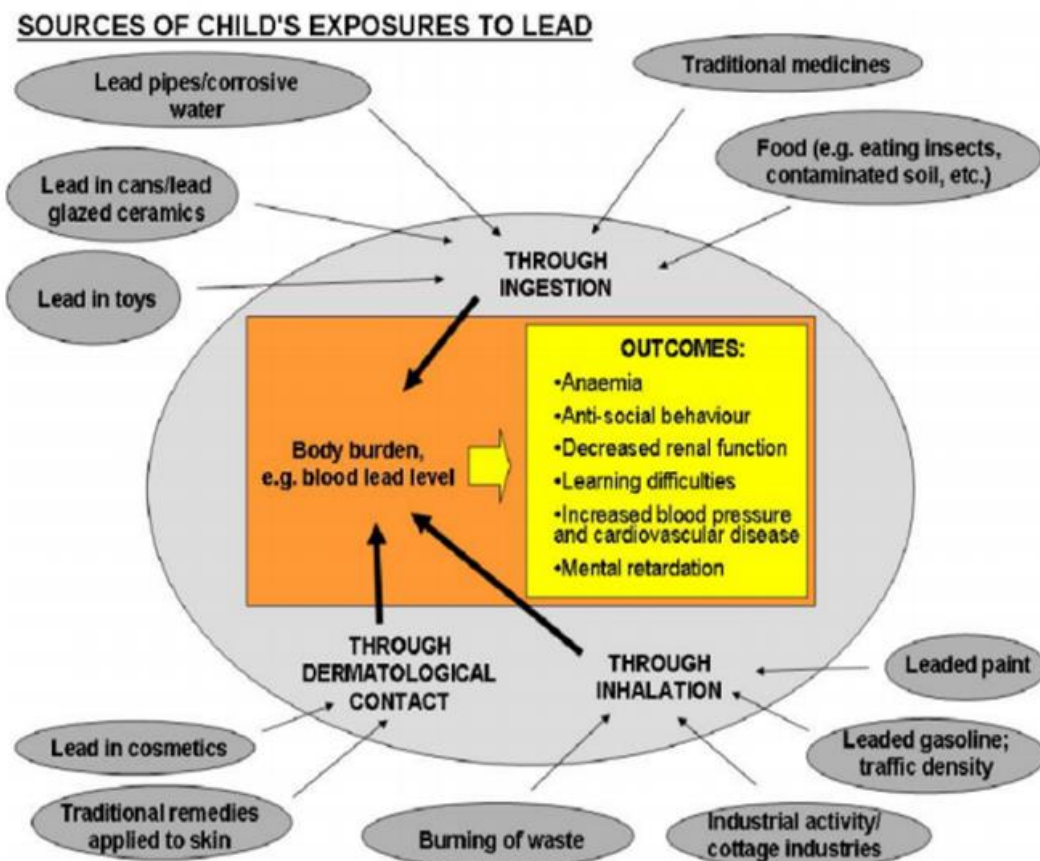 SOURCES OF CHILD'S EXPOSURES TO LEAD
Lead pipes/corrosive
water
Traditional medicines
Food (e.g. eating insects,
contaminated soil, etc.)
Lead in cans/lead
glazed ceramics
Lead in toys
THROUGH
INGESTION
Body burden,
e.g. blood lead level
OUTCOMES:
•Anaemia
•Anti-social behaviour
•Decreased renal function
•Learning difficulties
•Increased blood pressure
and cardiovascular disease
•Mental retardation
THROUGH
DERMATOLOGICAL
CONTACT
THROUGH
INHALATION
Leaded paint
Lead in cosmetics
Leaded gasoline;
traffic density
Traditional remedies
applied to skin
Burning of waste
Industrial activity/
cottage industries